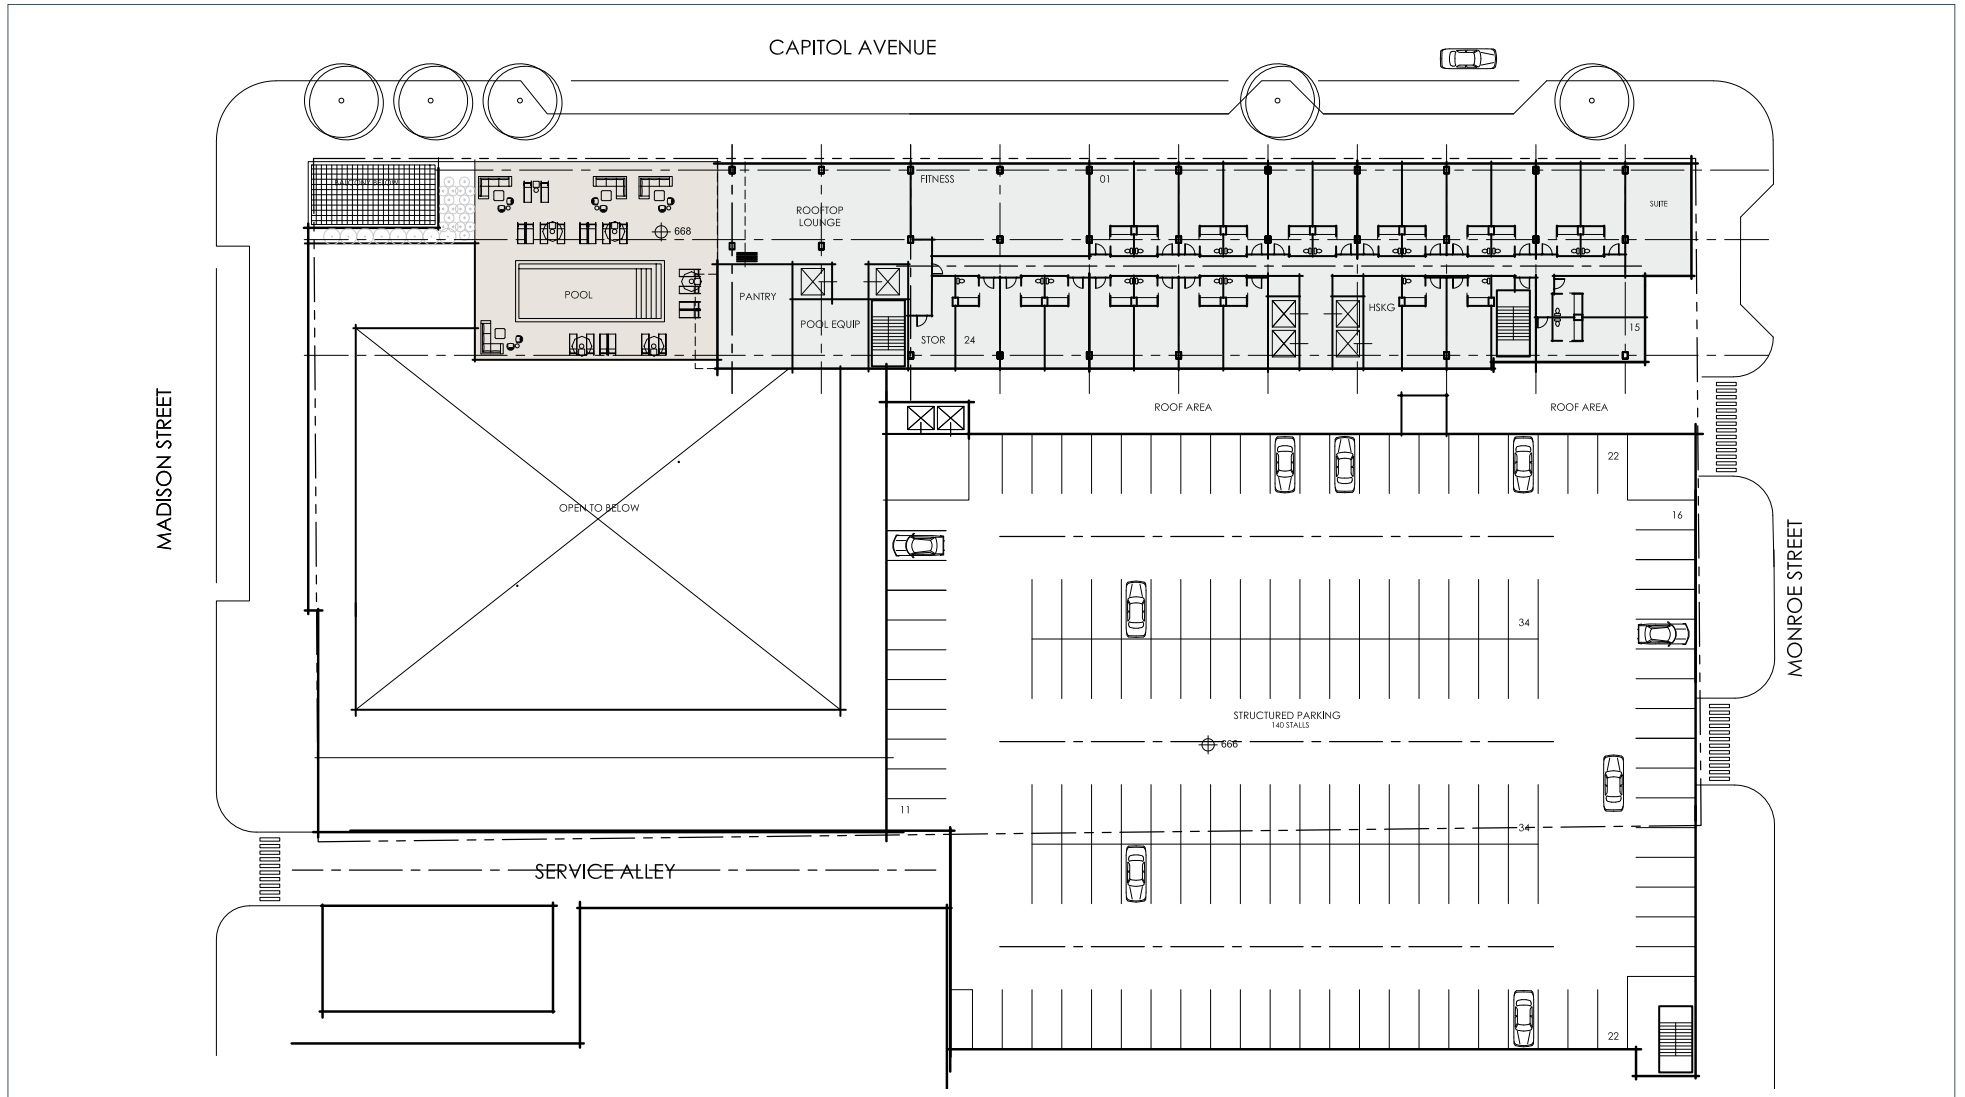 CAPITOL AVENUE
BALCONY BELOW
FITNESS
01
ROOFTOP
LOUNGE
SUITE
668
POOL
PANTRY
POOL EQUIP
HSKG
STOR
24
15
ROOF AREA
ROOF AREA
MADISON STREET
22
OPEN TO BELOW
16
MONROE STREET
34
STRUCTURED PARKING
140 STALLS
666
11
34
SERVICE ALLEY
22